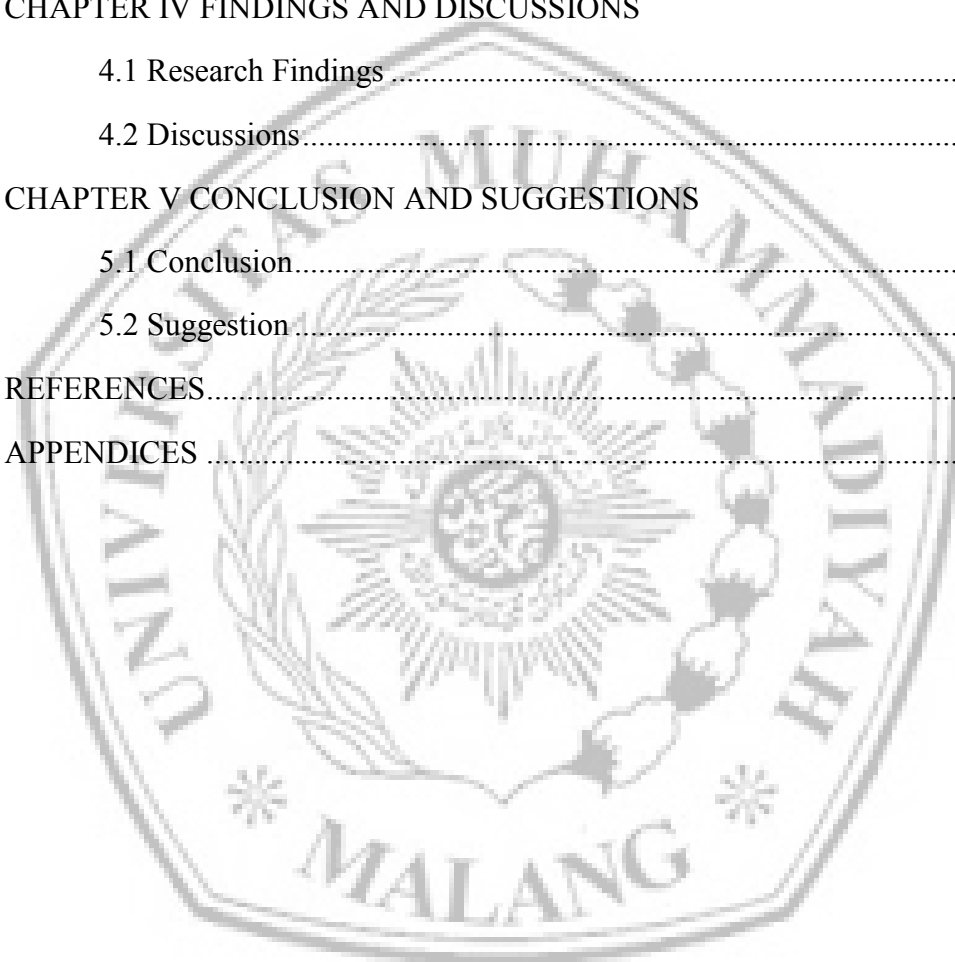 CHAPTER IV FINDINGS AND DISCUSSIONS
4.1 Research Findings
4.2 Discussions
CHAPTER V CONCLUSION AND SUGGESTIONS
5.1 Conclusion
5.2 Suggestion
REFERENCES
APPENDICES
UNIVERSITAS MUHAMMADIYAH
MALANG